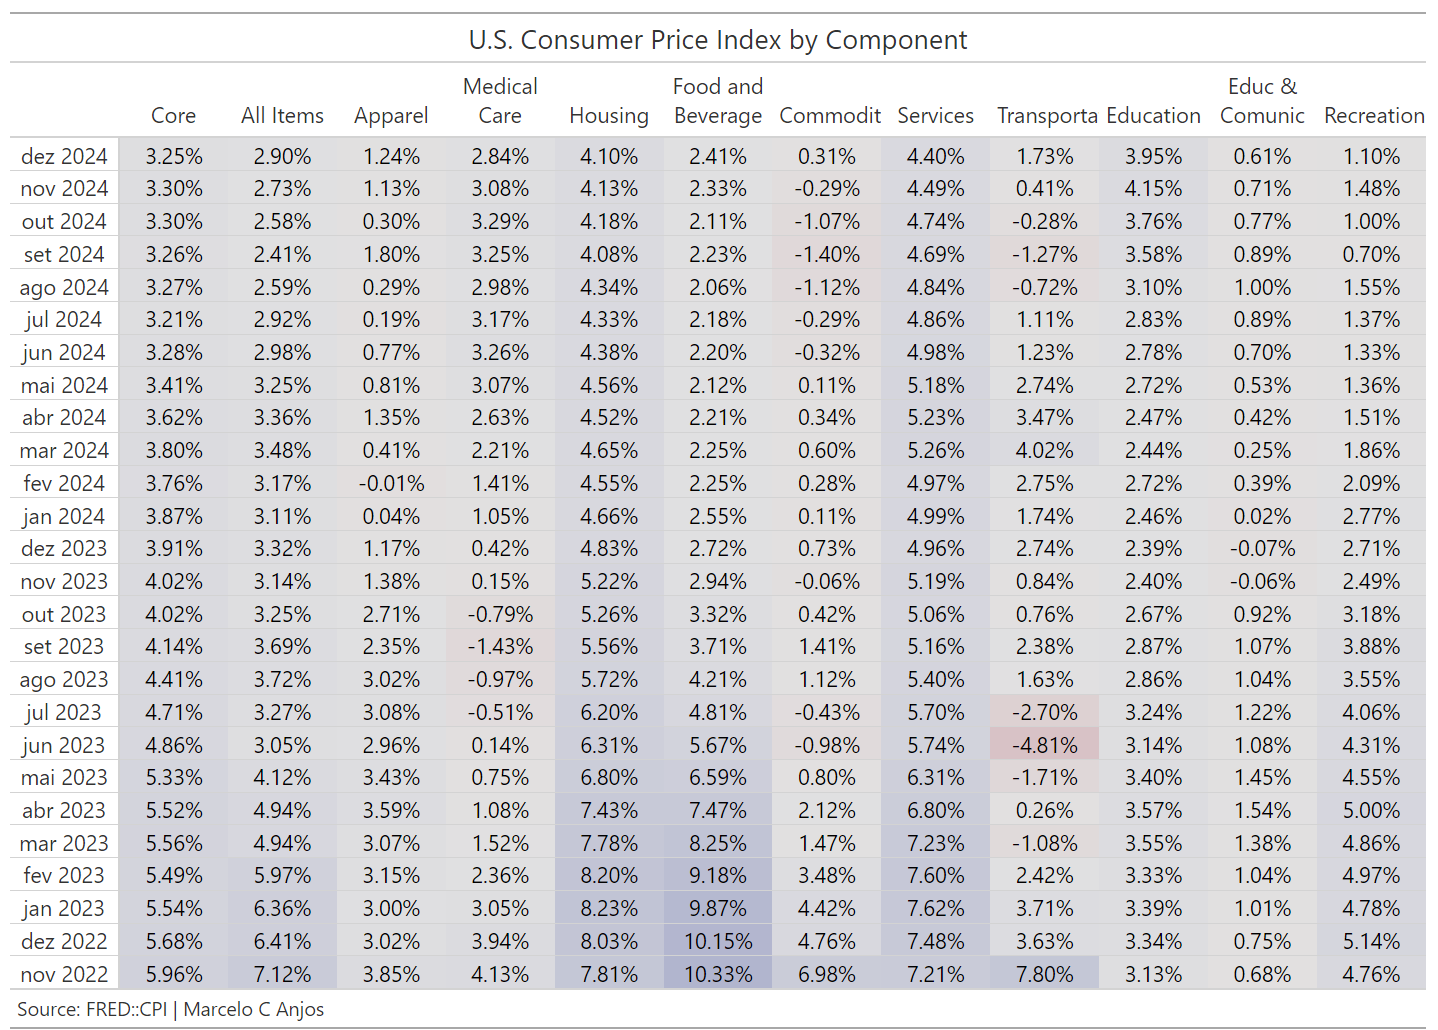 U.S. Consumer Price Index by Component
Medical Food and Educ &
Core All Items Apparel Care Housing Beverage Commodit Services Transporta Education Comunic Recreation
dez 2024 3.25% 2.90% 1.24% 2.84% 4.10% 2.41% 0.31% 4.40% 1.73% 3.95% 0.61% 1.10%
nov 2024 3.30% 2.73% 1.13% 3.08% 4.13% 2.33% -0.29% 4.49% 0.41% 4.15% 0.71% 1.48%
out 2024 3.30% 2.58% 0.30% 3.29% 4.18% 2.11% -1.07% 4.74% -0.28% 3.76% 0.77% 1.00%
set 2024 3.26% 2.41% 1.80% 3.25% 4.08% 2.23% -1.40% 4.69% -1.27% 3.58% 0.89% 0.70%
ago 2024 3.27% 2.59% 0.29% 2.98% 4.34% 2.06% -1.12% 4.84% -0.72% 3.10% 1.00% 1.55%
jul 2024 3.21% 2.92% 0.19% 3.17% 4.33% 2.18% -0.29% 4.86% 1.11% 2.83% 0.89% 1.37%
jun 2024 3.28% 2.98% 0.77% 3.26% 4.38% 2.20% -0.32% 4.98% 1.23% 2.78% 0.70% 1.33%
mai 2024 3.41% 3.25% 0.81% 3.07% 4.56% 2.12% 0.11% 5.18% 2.74% 2.72% 0.53% 1.36%
abr 2024 3.62% 3.36% 1.35% 2.63% 4.52% 2.21% 0.34% 5.23% 3.47% 2.47% 0.42% 1.51%
mar 2024 3.80% 3.48% 0.41% 2.21% 4.65% 2.25% 0.60% 5.26% 4.02% 2.44% 0.25% 1.86%
fev 2024 3.76% 3.17% -0.01% 1.41% 4.55% 2.25% 0.28% 4.97% 2.75% 2.72% 0.39% 2.09%
jan 2024 3.87% 3.11% 0.04% 1.05% 4.66% 2.55% 0.11% 4.99% 1.74% 2.46% 0.02% 2.77%
dez 2023 3.91% 3.32% 1.17% 0.42% 4.83% 2.72% 0.73% 4.96% 2.74% 2.39% -0.07% 2.71%
nov 2023 4.02% 3.14% 1.38% 0.15% 5.22% 2.94% -0.06% 5.19% 0.84% 2.40% -0.06% 2.49%
out 2023 4.02% 3.25% 2.71% -0.79% 5.26% 3.32% 0.42% 5.06% 0.76% 2.67% 0.92% 3.18%
set 2023 4.14% 3.69% 2.35% -1.43% 5.56% 3.71% 1.41% 5.16% 2.38% 2.87% 1.07% 3.88%
ago 2023 4.41% 3.72% 3.02% -0.97% 5.72% 4.21% 1.12% 5.40% 1.63% 2.86% 1.04% 3.55%
jul 2023 4.71% 3.27% 3.08% -0.51% 6.20% 4.81% -0.43% 5.70% -2.70% 3.24% 1.22% 4.06%
jun 2023 4.86% 3.05% 2.96% 0.14% 6.31% 5.67% -0.98% 5.74% -4.81% 3.14% 1.08% 4.31%
mai 2023 5.33% 4.12% 3.43% 0.75% 6.80% 6.59% 0.80% 6.31% -1.71% 3.40% 1.45% 4.55%
abr 2023 5.52% 4.94% 3.59% 1.08% 7.43% 7.47% 2.12% 6.80% 0.26% 3.57% 1.54% 5.00%
mar 2023 5.56% 4.94% 3.07% 1.52% 7.78% 8.25% 1.47% 7.23% -1.08% 3.55% 1.38% 4.86%
fev 2023 5.49% 5.97% 3.15% 2.36% 8.20% 9.18% 3.48% 7.60% 2.42% 3.33% 1.04% 4.97%
jan 2023 5.54% 6.36% 3.00% 3.05% 8.23% 9.87% 4.42% 7.62% 3.71% 3.39% 1.01% 4.78%
dez 2022 5.68% 6.41% 3.02% 3.94% 8.03% 10.15% 4.76% 7.48% 3.63% 3.34% 0.75% 5.14%
nov 2022 5.96% 7.12% 3.85% 4.13% 7.81% 10.33% 6.98% 7.21% 7.80% 3.13% 0.68% 4.76%
Source: FRED::CPI | Marcelo C Anjos